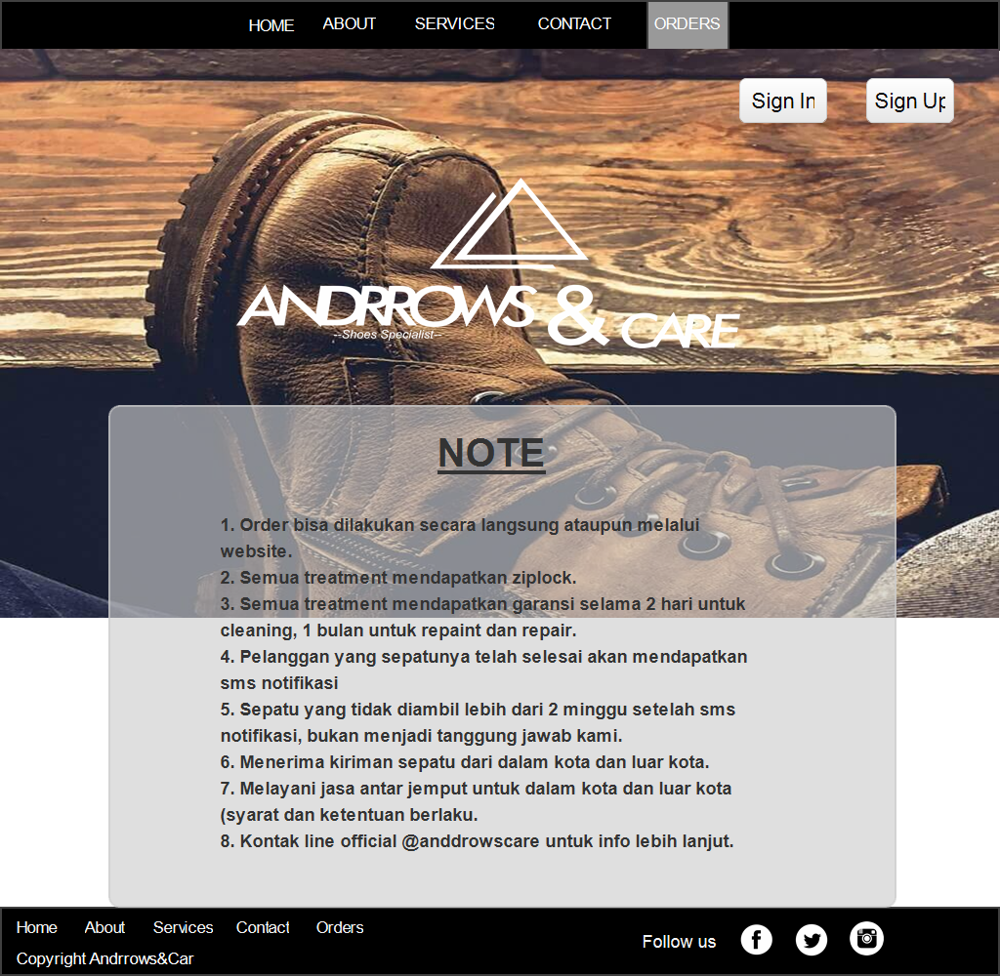 HOME ABOUT SERVICES CONTACT ORDERS
Sign In Sign Up
ANDRROWS & CARE
--Shoes Specialist--
NOTE
1. Order bisa dilakukan secara langsung ataupun melalui
website.
2. Semua treatment mendapatkan ziplock.
3. Semua treatment mendapatkan garansi selama 2 hari untuk
cleaning, 1 bulan untuk repaint dan repair.
4. Pelanggan yang sepatunya telah selesai akan mendapatkan
sms notifikasi
5. Sepatu yang tidak diambil lebih dari 2 minggu setelah sms
notifikasi, bukan menjadi tanggung jawab kami.
6. Menerima kiriman sepatu dari dalam kota dan luar kota.
7. Melayani jasa antar jemput untuk dalam kota dan luar kota
(syarat dan ketentuan berlaku.
8. Kontak line official @anddrowscare untuk info lebih lanjut.
Home About Services Contact Orders
Follow us
Copyright Andrrows&Car